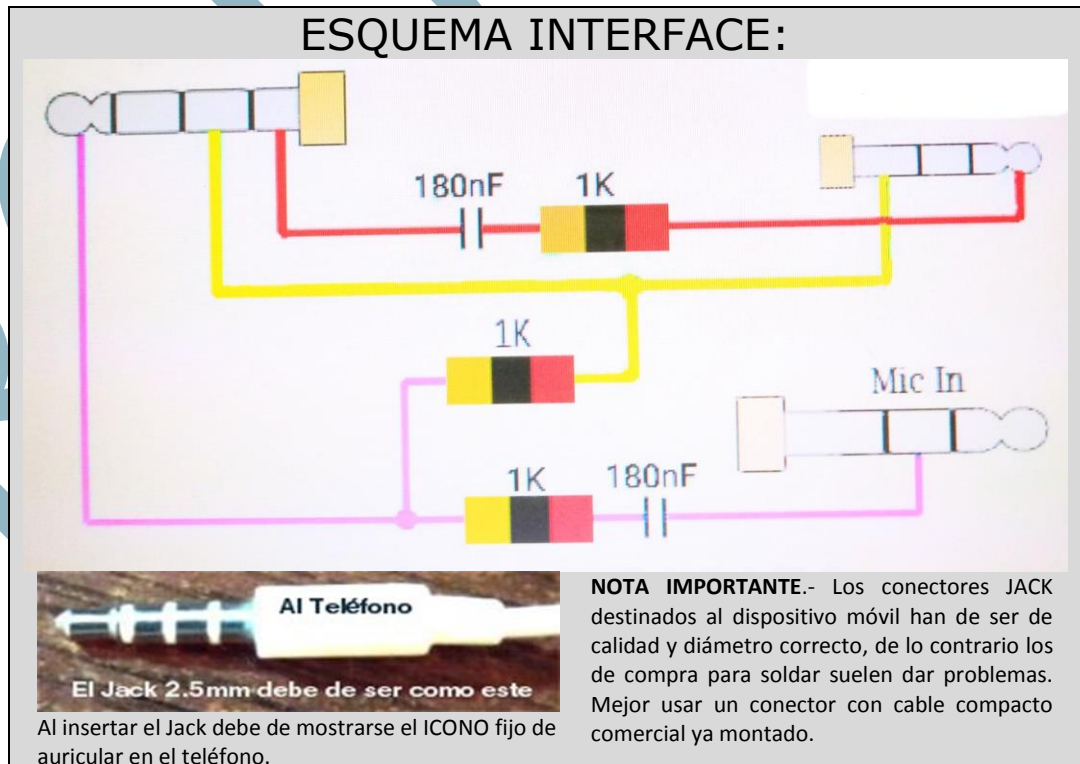 ESQUEMA INTERFACE:
180nF
1K
1K
Mic In
1K
180nF
Al Teléfono
El Jack 2.5mm debe de ser como este
Al insertar el Jack debe de mostrarse el ICONO fijo de
auricular en el teléfono.
NOTA IMPORTANTE.- Los conectores JACK
destinados al dispositivo móvil han de ser de
calidad y diámetro correcto, de lo contrario los
de compra para soldar suelen dar problemas.
Mejor usar un conector con cable compacto
comercial ya montado.